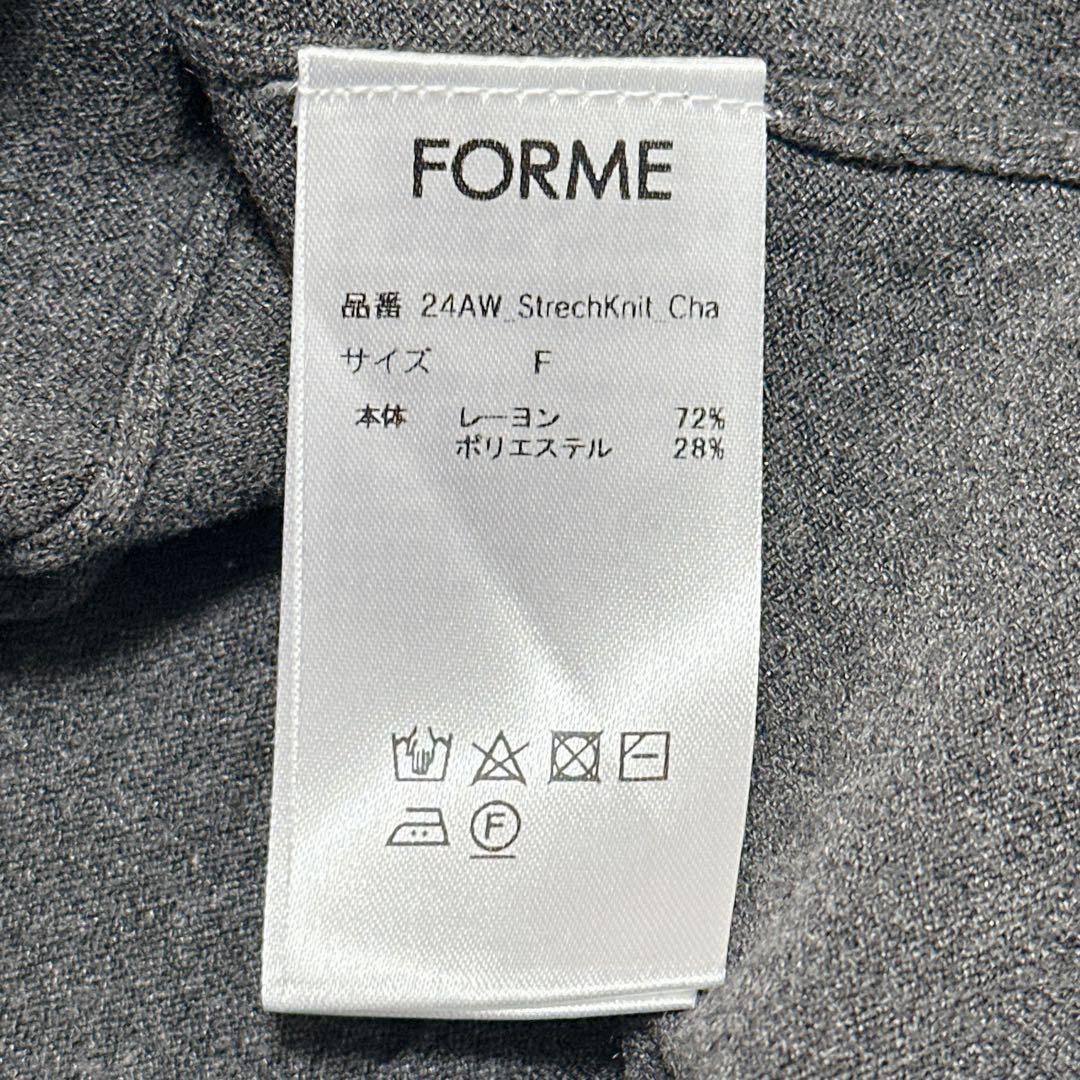 FORME
品番 24AW_StrechKnit_Cha
サイズ F
本体 レーヨン 72%
ポリエステル 28%
F